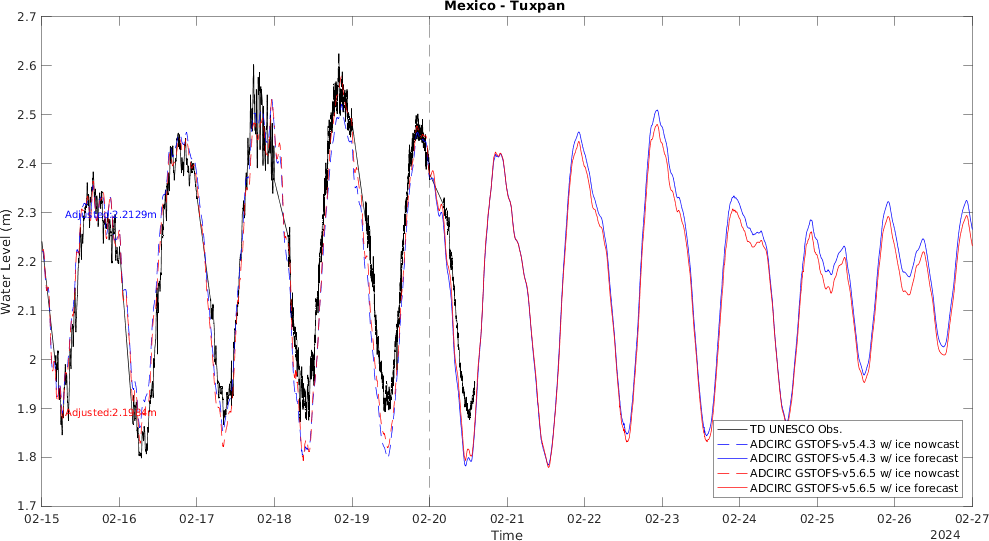 Mexico - Tuxpan
2.7
2.6
2.5
2.4
2.3
2.2
2.1
2
1.9
1.8
1.7
Water Level (m)
Adjusted:2.2129m
TD UNESCO Obs.
ADCIRC GSTOFS-v5.4.3 w/ ice nowcast
ADCIRC GSTOFS-v5.4.3 w/ ice forecast
ADCIRC GSTOFS-v5.6.5 w/ ice nowcast
ADCIRC GSTOFS-v5.6.5 w/ ice forecast
02-15
02-16
02-17
02-18
02-19
02-20
02-21
02-22
02-23
02-24
02-25
02-26
02-27
Time
2024